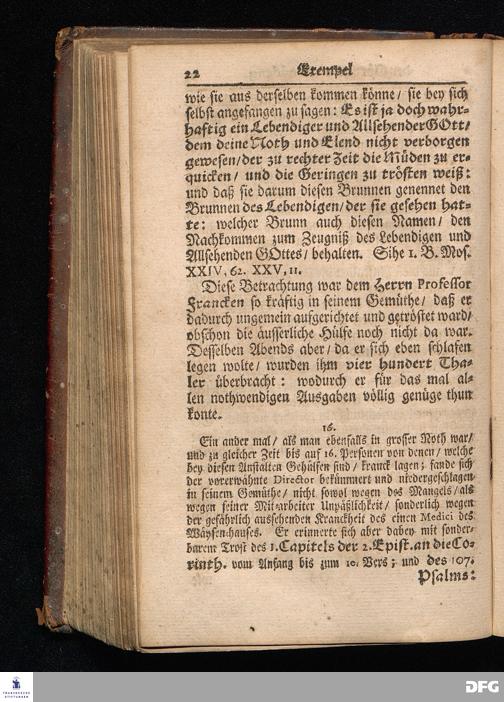 22 Exempel
wie sie aus derselben kommen könne/ sie bey sich
selbst angefangen zu sagen: Es ist ja doch wahr-
haftig ein Lebendiger und Allsehender GOtt/
dem deine Noth und Elend nicht verborgen
gewesen/ der zu rechter Zeit die Müden zu er-
quicken/ und die Geringen zu trösten weiß:
und daß sie darum diesen Brunnen genennet den
Brunnen des Lebendigen/ der sie gesehen hat-
te: welcher Brunn auch diesen Namen/ den
Nachkommen zum Zeugniß des Lebendigen und
Allsehenden GOttes/ behalten. Sihe 1. B. Mos.
XXIV, 62. XXV, 11.
Diese Betrachtung war dem Herrn Professor
Francken so kräftig in seinem Gemüthe/ daß er
dadurch ungemein aufgerichtet und getröstet ward/
obschon die äusserliche Hülfe noch nicht da war.
Desselben Abends aber/ da er sich eben schlafen
legen wolte/ wurden ihm vier hundert Tha-
ler überbracht: wodurch er für das mal al-
len nothwendigen Ausgaben völlig genüge thun
konte.
16.
Ein ander mal/ als man ebenfalls in grosser Noth war/
und zu gleicher Zeit bis auf 16. Personen von denen/ welche
bey diesen Anstalten Gehülfen sind/ kranck lagen; fande sich
der vorerwähnte Director bekümmert und niedergeschlagen
in seinem Gemüthe/ nicht sowol wegen des Mangels/ als
wegen seiner Mit-arbeiter Unpäßlichkeit/ sonderlich wegen
der gefährlich aussehenden Kranckheit des einen Medici des
Wäysenhauses. Er erinnerte sich aber dabey mit sonder-
barem Trost des 1. Capitels der 2. Epist. an die Co-
rinth. vom Anfang bis zum 10. Vers; und des 107.
Psalms:
FRANCKESCHE
STIFTUNGEN
DFG